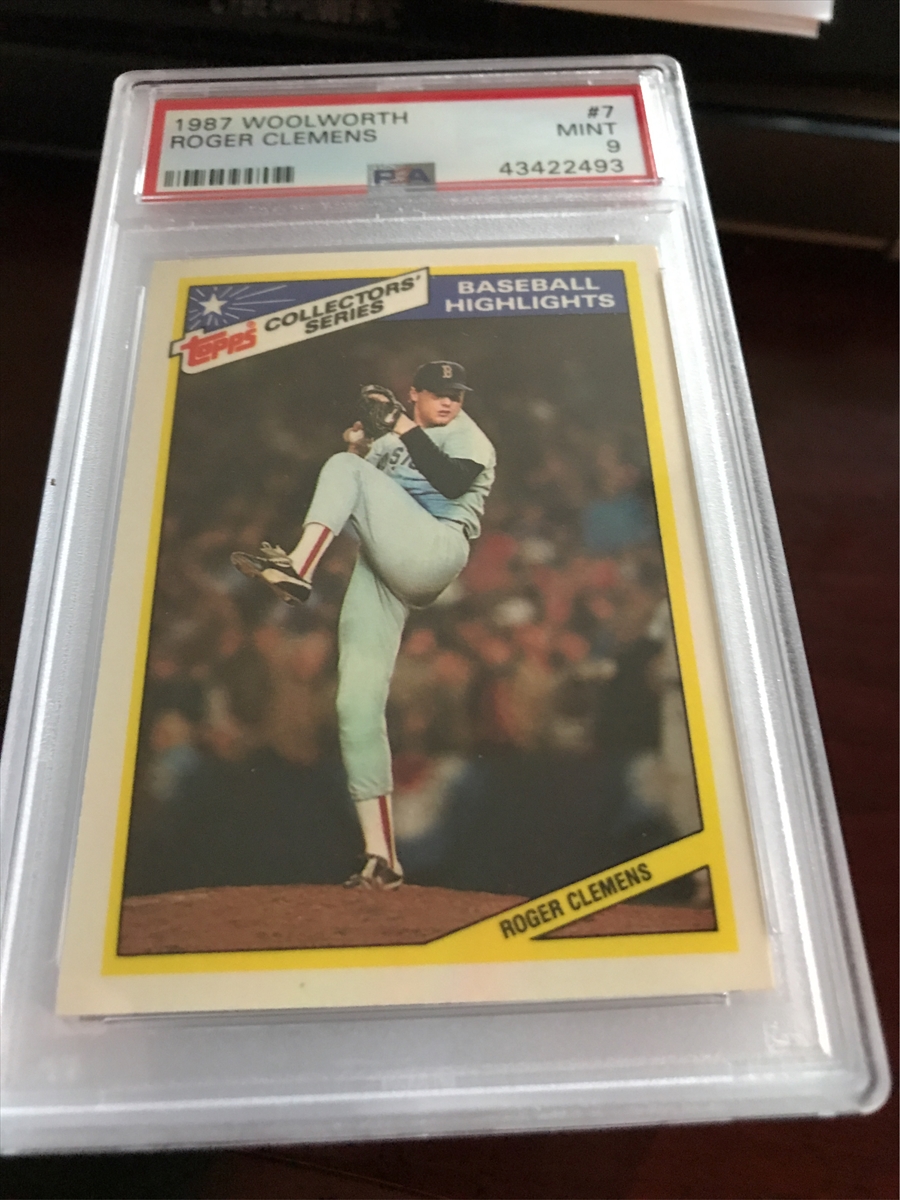 1987 WOOLWORTH
ROGER CLEMENS
#7
MINT
9
43422493
PSA
topps
COLLECTORS'
SERIES
BASEBALL
HIGHLIGHTS
B
ROGER CLEMENS